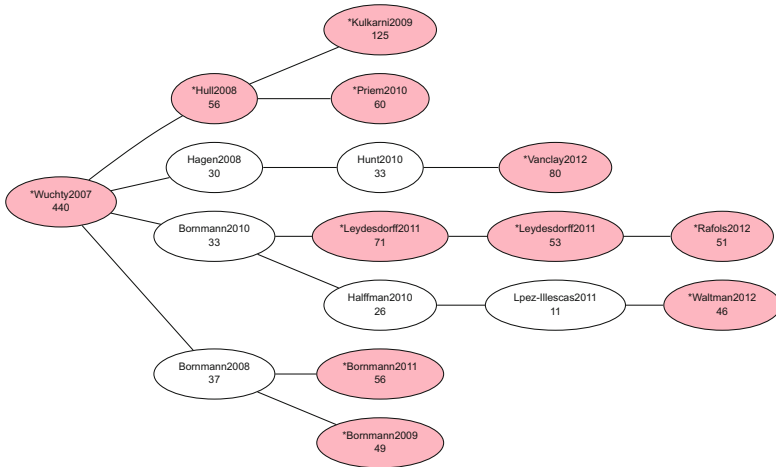 *Kulkarni2009
125
*Hull2008
56
*Priem2010
60
Hagen2008
30
Hunt2010
33
*Vanclay2012
80
*Wuchty2007
440
Bornmann2010
33
*Leydesdorff2011
71
*Leydesdorff2011
53
*Rafols2012
51
Halffman2010
26
Lpez-Illescas2011
11
*Waltman2012
46
Bornmann2008
37
*Bornmann2011
56
*Bornmann2009
49